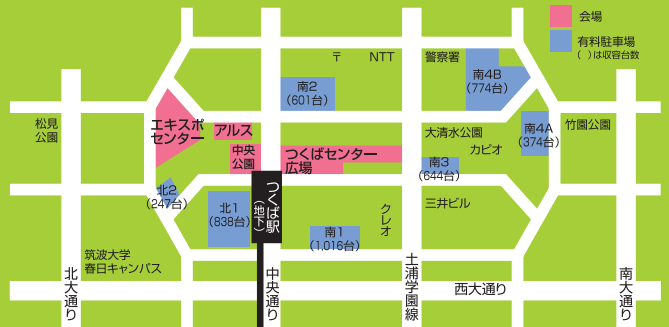 会場
有料駐車場
( )は収容台数
〒
NTT
警察署
南4B
(774台)
南2
(601台)
松見
公園
エキスポ
センター
アルス
中央
公園
つくばセンター
広場
大清水公園
カピオ
南4A
(374台)
竹園公園
南3
(644台)
北2
(247台)
北1
(838台)
つくば駅
(地下)
南1
(1,016台)
クレオ
三井ビル
筑波大学
春日キャンパス
北大通り
中央通り
土浦学園線
西大通り
南大通り